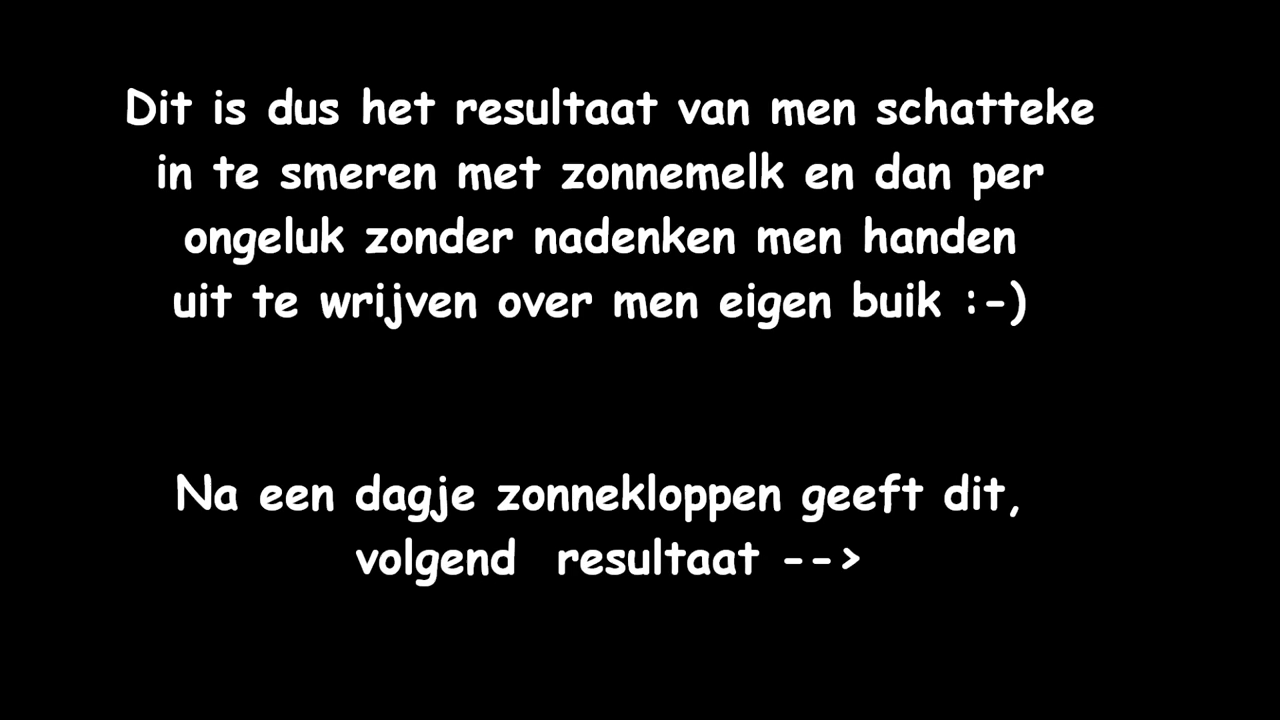 Dit is dus het resultaat van men schatteke
in te smeren met zonnemelk en dan per
ongeluk zonder nadenken men handen
uit te wrijven over men eigen buik :-)
Na een dagje zonnekloppen geeft dit,
volgend resultaat -->